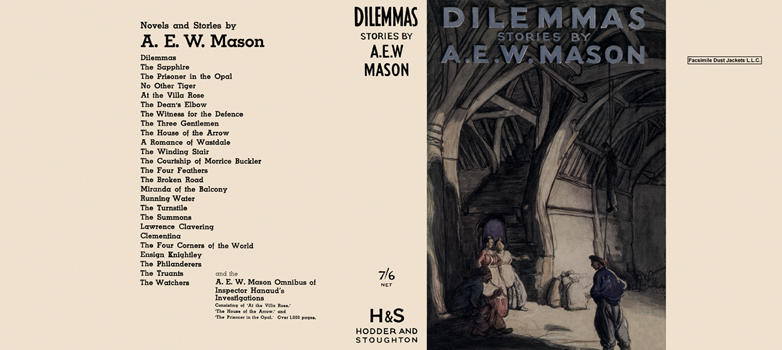 Novels and Stories by
A. E. W. Mason
Dilemmas
The Sapphire
The Prisoner in the Opal
No Other Tiger
At the Villa Rose
The Dean's Elbow
The Witness for the Defence
The Three Gentlemen
The House of the Arrow
A Romance of Wastdale
The Winding Stair
The Courtship of Morrice Buckler
The Four Feathers
The Broken Road
Miranda of the Balcony
Running Water
The Turnstile
The Summons
Lawrence Clavering
Clementina
The Four Corners of the World
Ensign Knightley
The Philanderers
The Truants
The Watchers
and the
A. E. W. Mason Omnibus of
Inspector Hanaud's
Investigations
Consisting of 'At the Villa Rose,'
'The House of the Arrow,' and
'The Prisoner in the Opal.' Over 1,000 pages.
DILEMMAS
STORIES BY
A.E.W
MASON
7/6
NET
H&S
HODDER AND
STOUGHTON
DILEMMAS
STORIES BY
A.E.W. MASON
Facsimile Dust Jackets L.L.C.